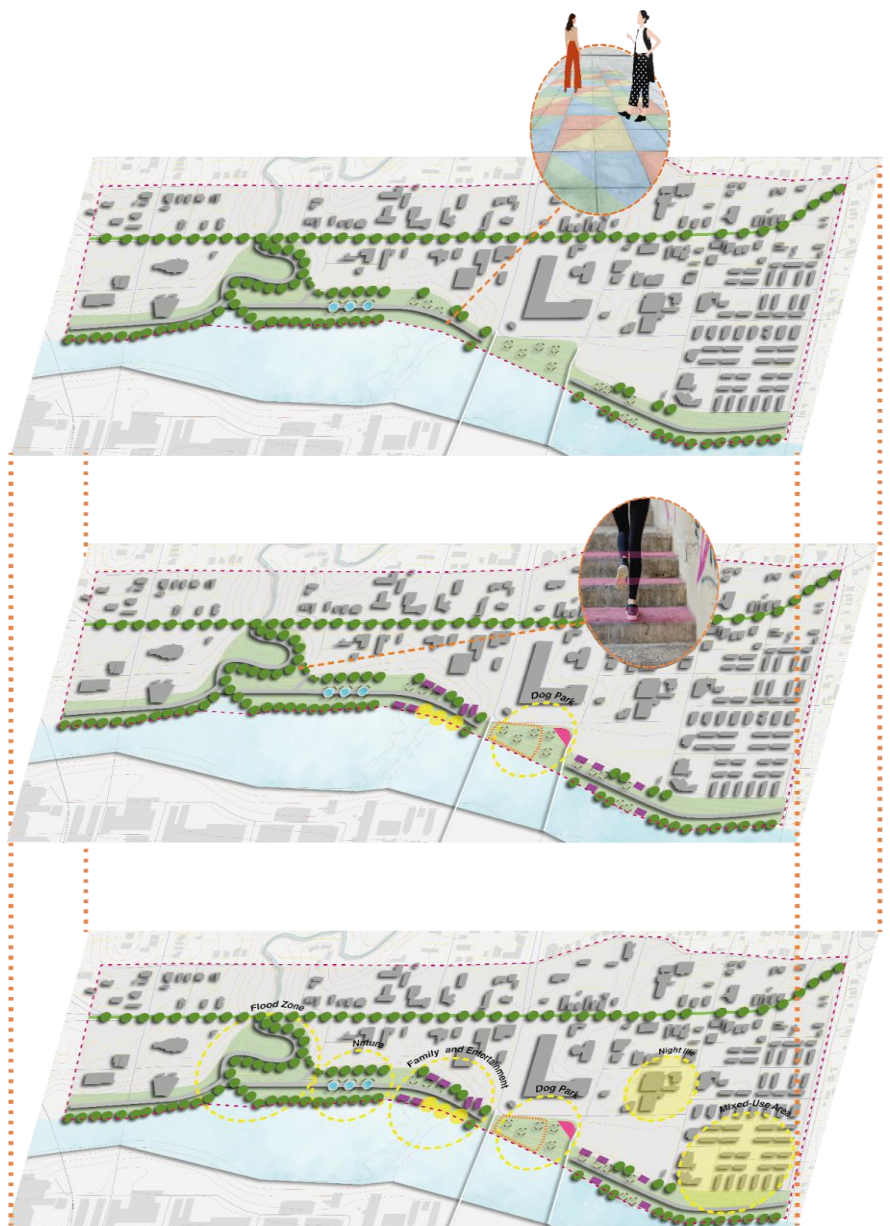 Dog Park
Flood Zone
Nature
Family and Entertainment
Dog Park
Night life
Mixed-Use Area